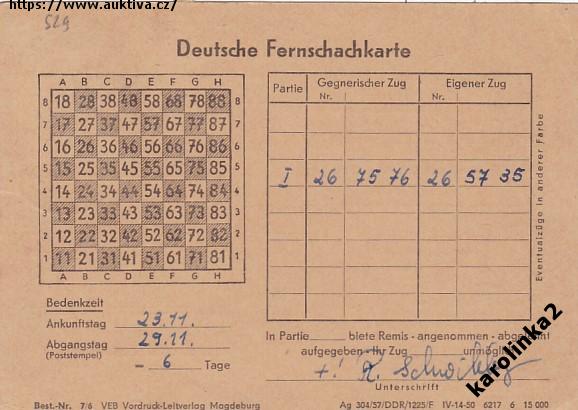 https://www.auktiva.cz/
529
Deutsche Fernschachkarte
A B C D E F G H
8 18 28 38 48 58 68 78 88 8
7 17 27 37 47 57 67 77 87 7
6 16 26 36 46 56 66 76 86 6
5 15 25 35 45 55 65 75 85 5
4 14 24 34 44 54 64 74 84 4
3 13 23 33 43 53 63 73 83 3
2 12 22 32 42 52 62 72 82 2
1 11 21 31 41 51 61 71 81 1
A B C D E F G H
Partie Gegnerischer Zug Eigener Zug
Nr. Nr.
I 26 75 76 26 57 35
Eventualzüge in anderer Farbe
Bedenkzeit
Ankunftstag 23.11.
Abgangstag 29.11.
(Poststempel)
- 6 Tage
In Partie biete Remis - angenommen - abgelehnt
aufgegeben - Ihr Zug unmöglich
+!
Unterschrift
karolinka2
Best.-Nr. 7/6 VEB Vordruck-Leitverlag Magdeburg
Ag 304/57/DDR/1225/F IV-14-50 6217 6 15 000